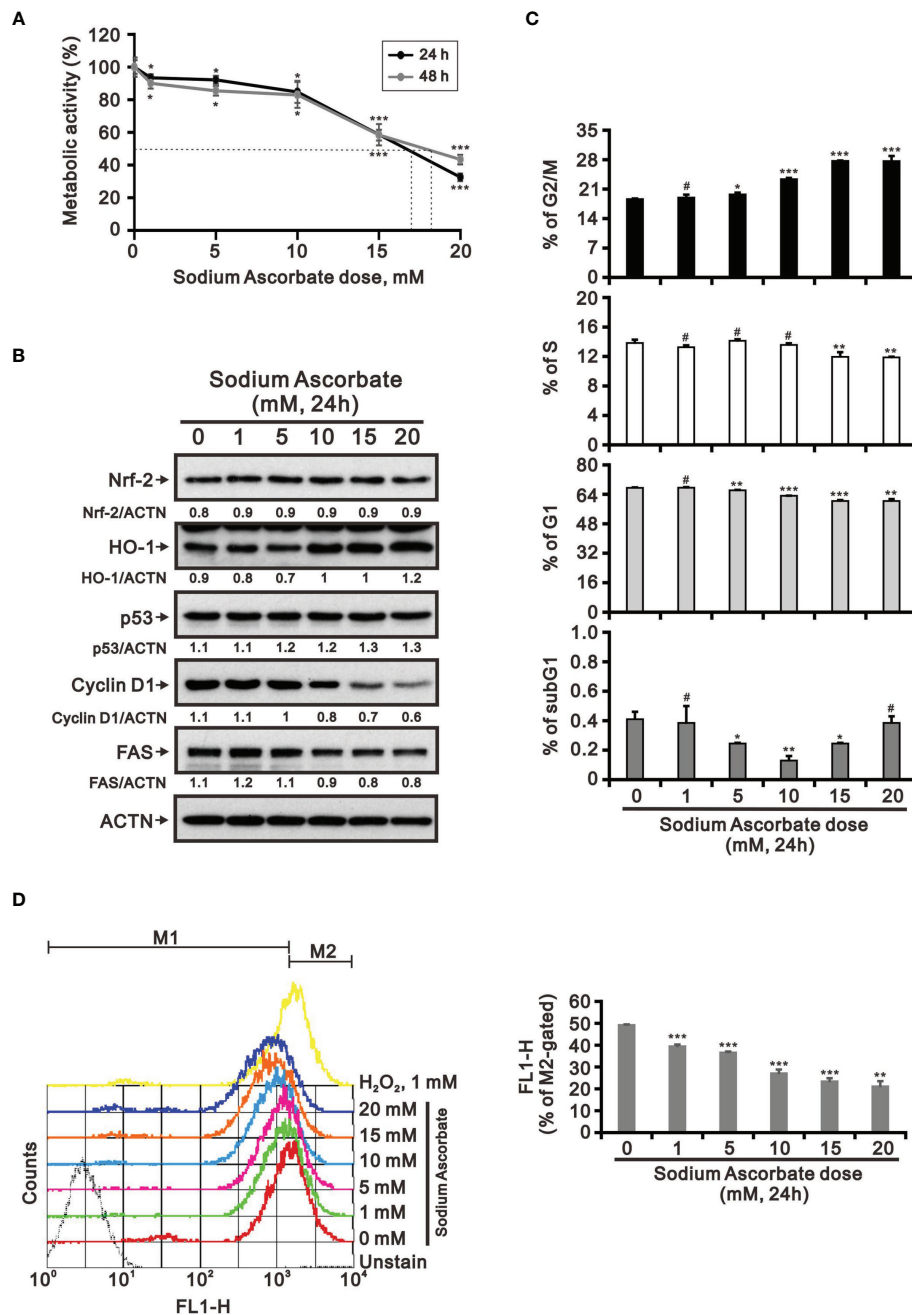 A
Metabolic activity (%)
120
100
80
60
40
20
0
24 h
48 h
*
*
*
*
*
*
***
***
***
***
0
5
10
15
20
Sodium Ascorbate dose, mM
B
Sodium Ascorbate
(mM, 24h)
0 1 5 10 15 20
Nrf-2
Nrf-2/ACTN 0.8 0.9 0.9 0.9 0.9 0.9
HO-1
HO-1/ACTN 0.9 0.8 0.7 1 1 1.2
p53
p53/ACTN 1.1 1.1 1.2 1.2 1.3 1.3
Cyclin D1
Cyclin D1/ACTN 1.1 1.1 1 0.8 0.7 0.6
FAS
FAS/ACTN 1.1 1.2 1.1 0.9 0.8 0.8
ACTN
C
% of G2/M
35
28
21
14
7
0
# * *** *** ***
% of S
20
16
12
8
4
0
# # # ** **
% of G1
80
64
48
32
16
0
# ** *** *** **
% of subG1
1.0
0.8
0.6
0.4
0.2
0
# * ** * #
0 1 5 10 15 20
Sodium Ascorbate dose
(mM, 24h)
D
M1
M2
Counts
H₂O₂, 1 mM
20 mM
15 mM
10 mM
5 mM
1 mM
0 mM
Unstain
Sodium Ascorbate
10⁰ 10¹ 10² 10³ 10⁴
FL1-H
FL1-H
(% of M2-gated)
60
50
40
30
20
10
0
*** *** *** *** **
0 1 5 10 15 20
Sodium Ascorbate dose
(mM, 24h)